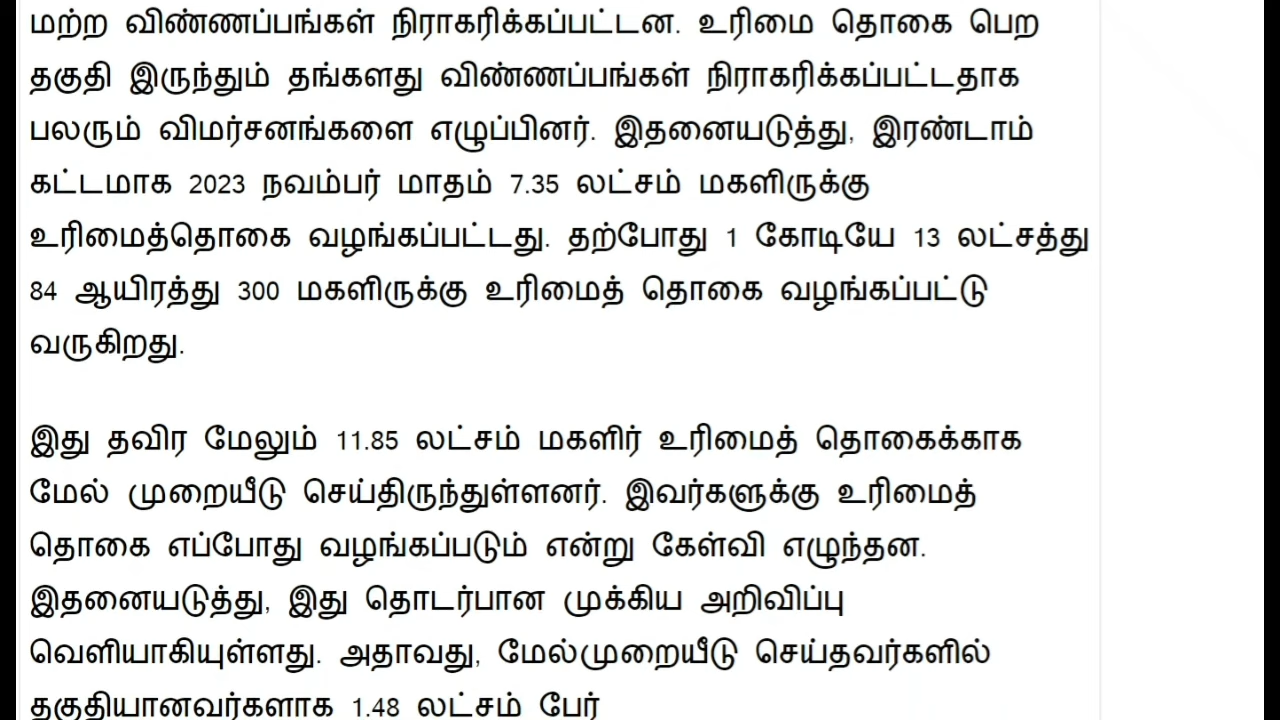 மற்ற விண்ணப்பங்கள் நிராகரிக்கப்பட்டன. உரிமை தொகை பெற
தகுதி இருந்தும் தங்களது விண்ணப்பங்கள் நிராகரிக்கப்பட்டதாக
பலரும் விமர்சனங்களை எழுப்பினர். இதனையடுத்து, இரண்டாம்
கட்டமாக 2023 நவம்பர் மாதம் 7.35 லட்சம் மகளிருக்கு
உரிமைத்தொகை வழங்கப்பட்டது. தற்போது 1 கோடியே 13 லட்சத்து
84 ஆயிரத்து 300 மகளிருக்கு உரிமைத் தொகை வழங்கப்பட்டு
வருகிறது.
இது தவிர மேலும் 11.85 லட்சம் மகளிர் உரிமைத் தொகைக்காக
மேல் முறையீடு செய்திருந்துள்ளனர். இவர்களுக்கு உரிமைத்
தொகை எப்போது வழங்கப்படும் என்று கேள்வி எழுந்தன.
இதனையடுத்து, இது தொடர்பான முக்கிய அறிவிப்பு
வெளியாகியுள்ளது. அதாவது, மேல்முறையீடு செய்தவர்களில்
தகுதியானவர்களாக 1.48 லட்சம் பேர்